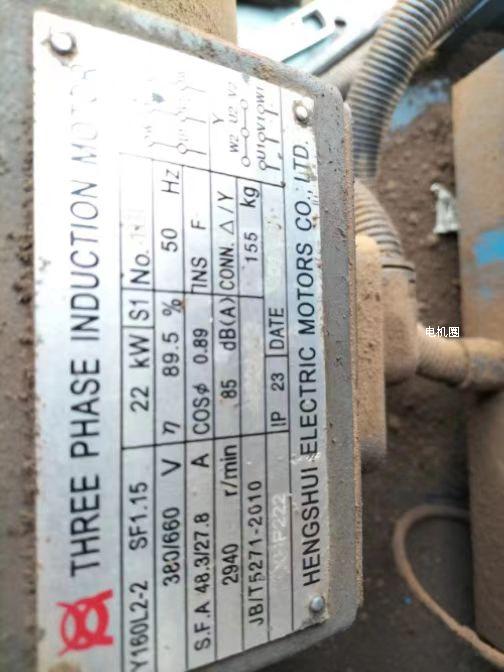 THREE PHASE INDUCTION MOTOR
Y160L2-2 SF1.15 22 kW S1 No.
380/660 V η 89.5 % 50 Hz
S.F.A 48.3/27.8 A COSφ 0.89 INS F
2940 r/min 85 dB(A) CONN. △/Y
JB/T5271-2010 155 kg
IP 23 DATE
HENGSHUI ELECTRIC MOTORS CO., LTD.
Y
W2 U2 V2
U1 V1 W1
电机圈